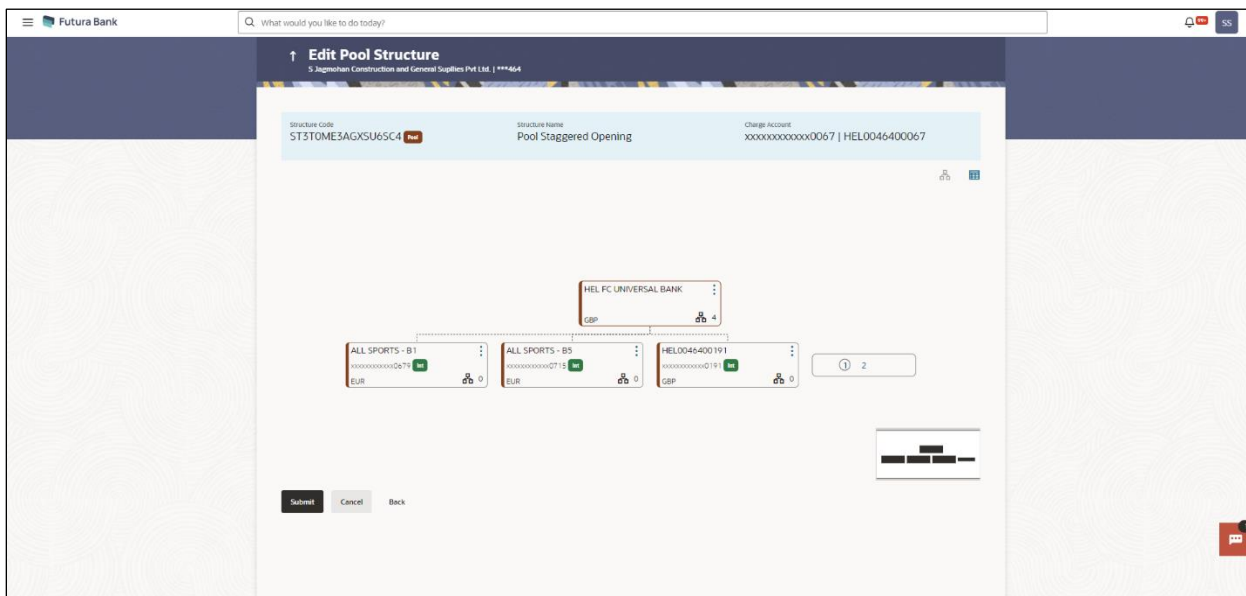 Futura Bank
What would you like to do today?
SS
Edit Pool Structure
S Jagmohan Construction and General Supllies Pvt Ltd. | ***464
Structure Code
ST3T0ME3AGXSU6SC4 Pool
Structure Name
Pool Staggered Opening
Charge Account
xxxxxxxxxxxx0067 | HEL0046400067
HEL FC UNIVERSAL BANK
GBP
4
ALL SPORTS - B1
xxxxxxxxxxxx0679 Int
EUR
0
ALL SPORTS - B5
xxxxxxxxxxxx0715 Int
EUR
0
HEL0046400191
xxxxxxxxxxxx0191 Int
GBP
0
1 2
Submit
Cancel
Back